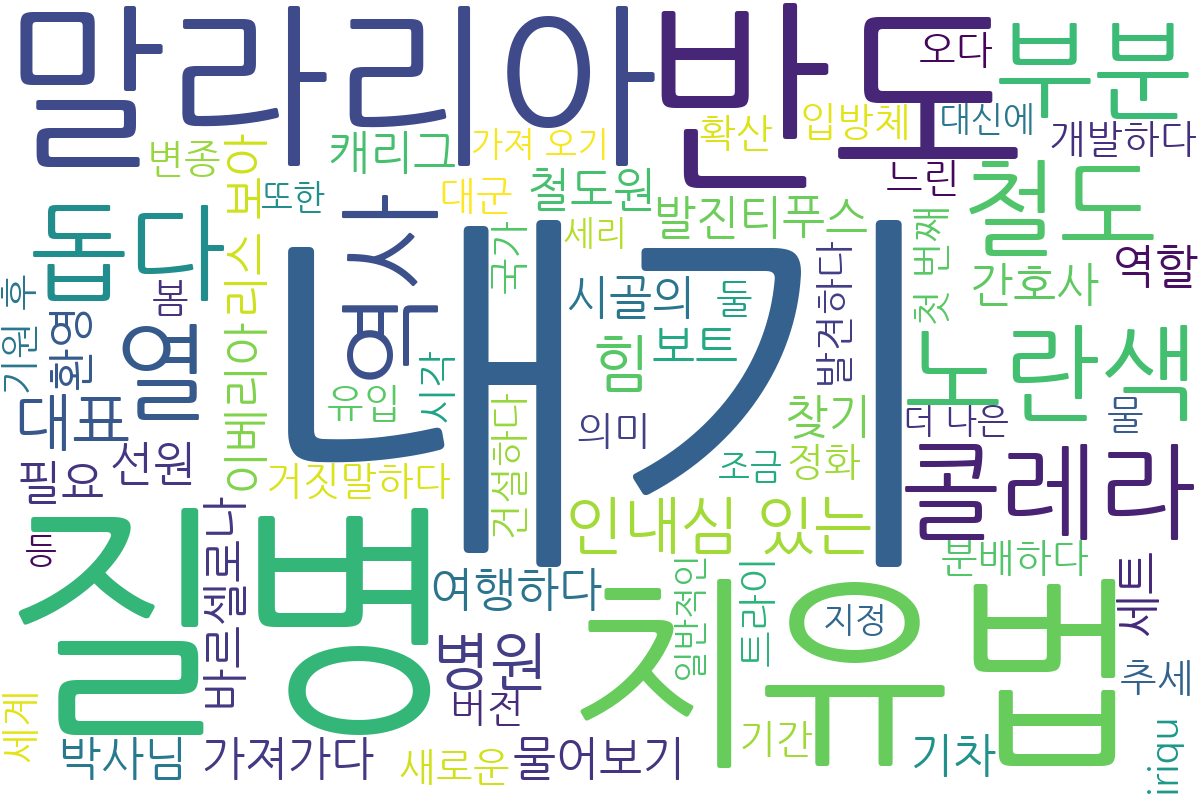 말라리아
반도
부분
오다
변종
캐리그
가져 오기
확산
입방체
대신에
개발하다
이베리아
리스 보아
또한
대군
철도원
발진티푸스
느린
철도
돕다
역사
세리
국가
내기
시골의
둘
발견하다
첫 번째
간호사
역할
기원 후
봄
환영
열
힘
보트
노란색
유입
시각
대표
의미
찾기
더 나은
물
필요
선원
거짓말하다
건설하다
조금
정화
콜레라
인내심 있는
질병
바르셀로나
여행하다
치유법
분배하다
세트
일반적인
트라이
지정
병원
버전
추세
세계
박사님
가져가다
새로운
물어보기
기간
기차
iriqu